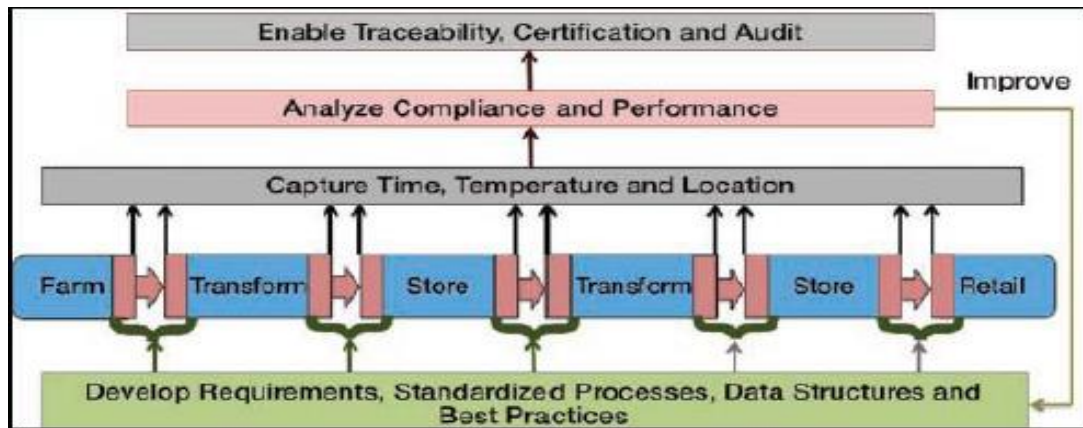 Enable Traceability, Certification and Audit
Improve
Analyze Compliance and Performance
Capture Time, Temperature and Location
Farm Transform Store Transform Store Retail
Develop Requirements, Standardized Processes, Data Structures and
Best Practices